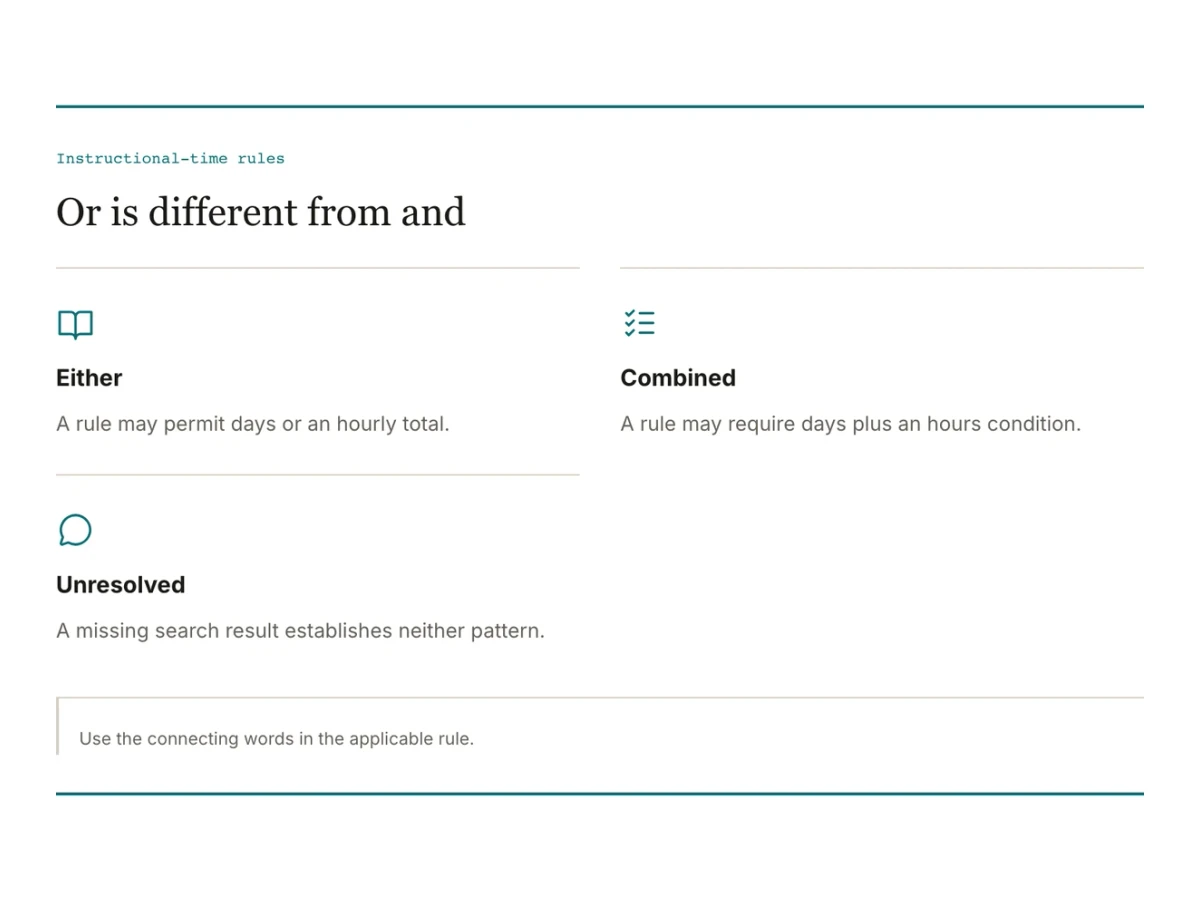 Instructional-time rules
Or is different from and
Either
A rule may permit days or an hourly total.
Combined
A rule may require days plus an hours condition.
Unresolved
A missing search result establishes neither pattern.
Use the connecting words in the applicable rule.